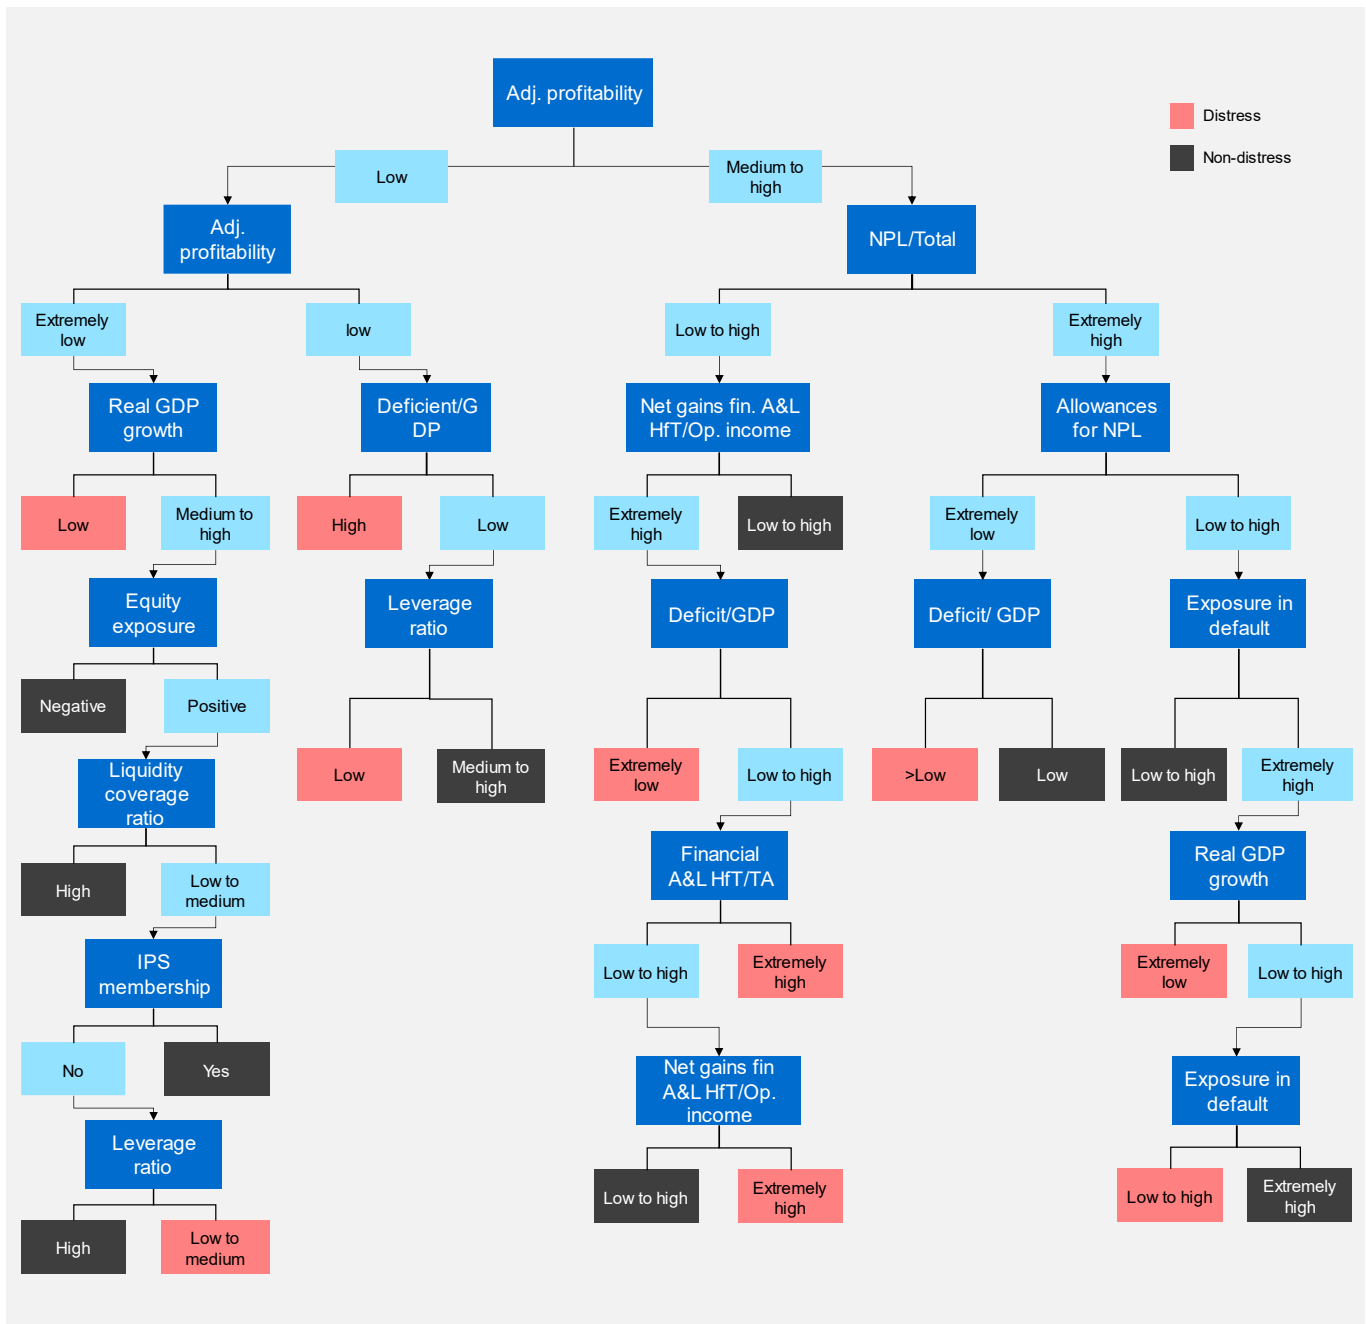 Adj. profitability
Distress
Non-distress
Low
Medium to
high
Adj.
profitability
NPL/Total
Extremely
low
low
Low to high
Extremely
high
Real GDP
growth
Deficient/G
DP
Net gains fin. A&L
HfT/Op. income
Allowances
for NPL
Low
Medium to
high
High
Low
Extremely
high
Low to high
Extremely
low
Low to high
Equity
exposure
Leverage
ratio
Deficit/GDP
Deficit/ GDP
Exposure in
default
Negative
Positive
Low
Medium to
high
Extremely
low
Low to high
>Low
Low
Low to high
Extremely
high
Liquidity
coverage
ratio
Financial
A&L HfT/TA
Real GDP
growth
High
Low to
medium
Low to high
Extremely
high
Extremely
low
Low to high
IPS
membership
No
Yes
Net gains fin
A&L HfT/Op.
income
Exposure in
default
Leverage
ratio
Low to high
Extremely
high
Low to high
Extremely
high
High
Low to
medium